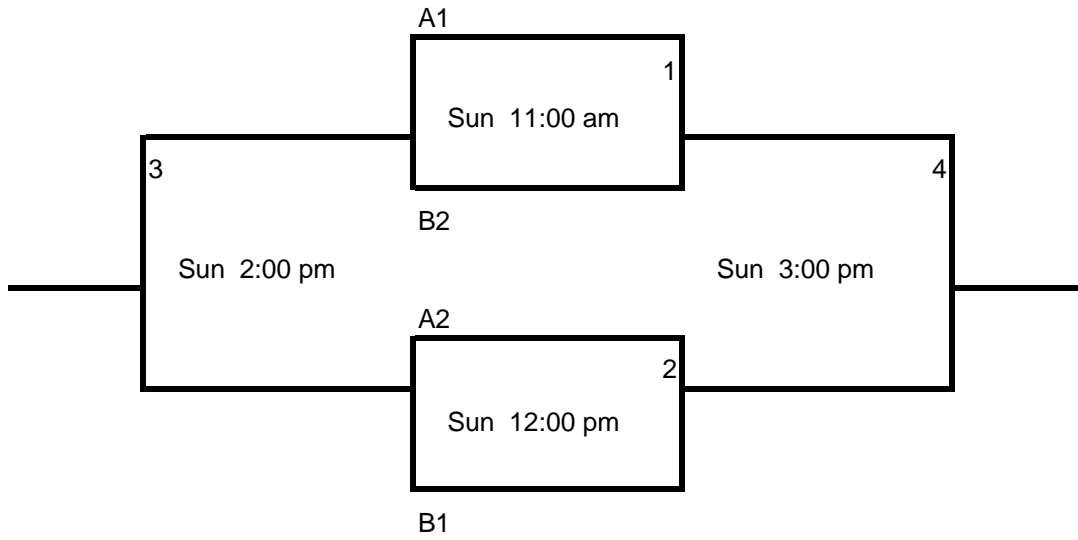 A1
1
Sun 11:00 am
3
4
B2
Sun 2:00 pm
Sun 3:00 pm
A2
2
Sun 12:00 pm
B1